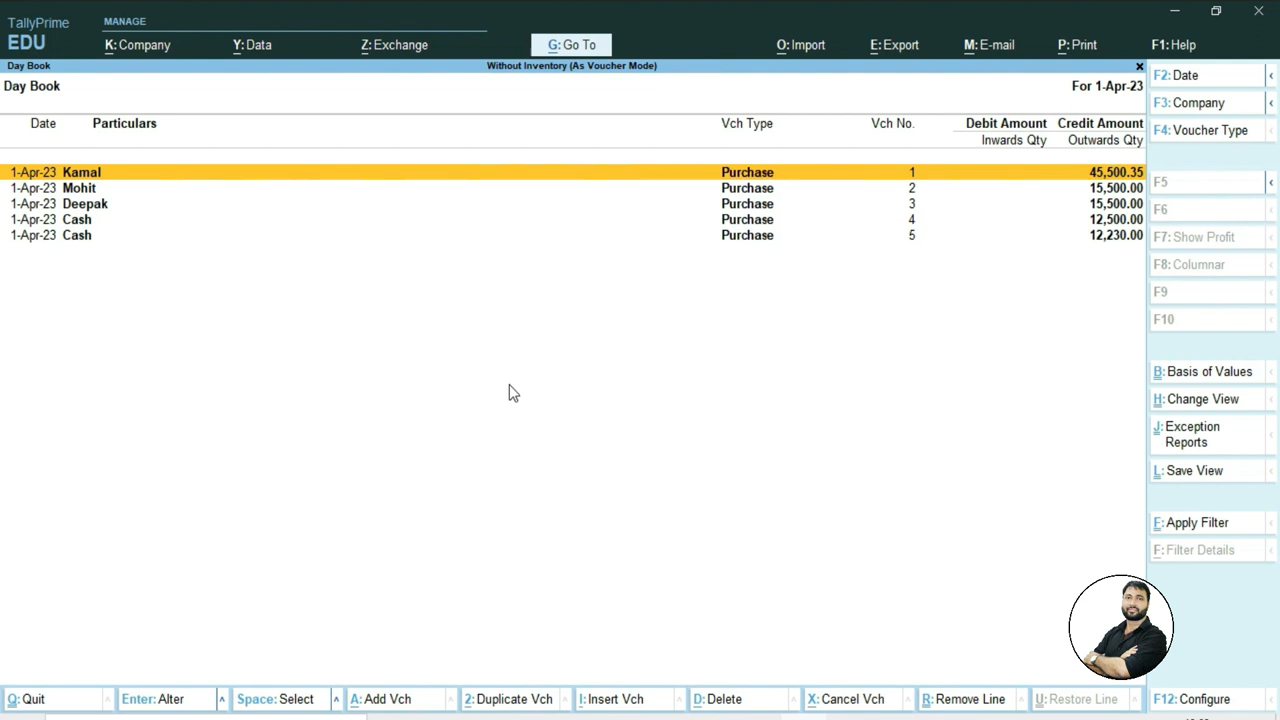 TallyPrime
EDU
MANAGE
K: Company
Y: Data
Z: Exchange
G: Go To
O: Import
E: Export
M: E-mail
P: Print
F1: Help
Day Book
Without Inventory (As Voucher Mode)
Day Book
For 1-Apr-23
Date Particulars Vch Type Vch No. Debit Amount Credit Amount
Inwards Qty Outwards Qty
1-Apr-23 Kamal Purchase 1 45,500.35
1-Apr-23 Mohit Purchase 2 15,500.00
1-Apr-23 Deepak Purchase 3 15,500.00
1-Apr-23 Cash Purchase 4 12,500.00
1-Apr-23 Cash Purchase 5 12,230.00
F2: Date
F3: Company
F4: Voucher Type
F5
F6
F7: Show Profit
F8: Columnar
F9
F10
B: Basis of Values
H: Change View
J: Exception
Reports
L: Save View
F: Apply Filter
F: Filter Details
Q: Quit
Enter: Alter
Space: Select
A: Add Vch
2: Duplicate Vch
I: Insert Vch
D: Delete
X: Cancel Vch
R: Remove Line
U: Restore Line
F12: Configure